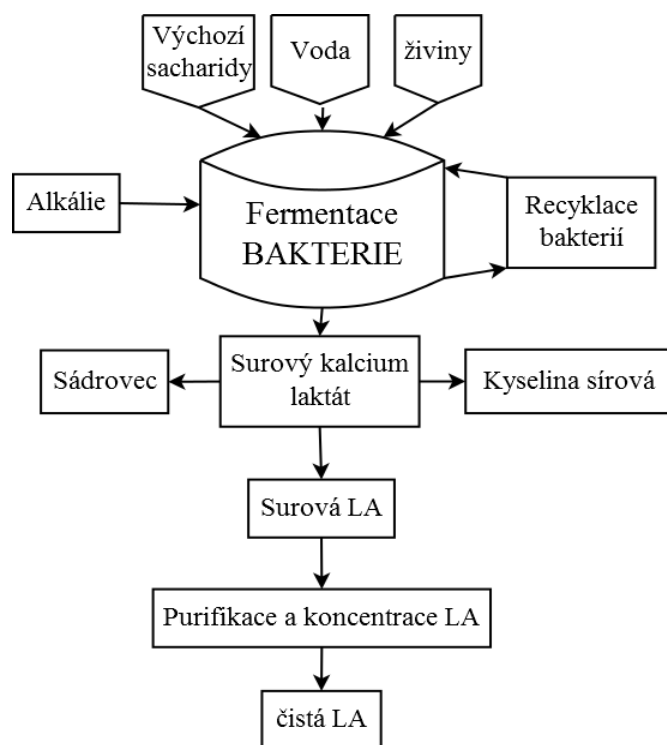 Výchozí
sacharidy
Voda
živiny
Alkálie
Fermentace
BAKTERIE
Recyklace
bakterií
Sádrovec
Surový kalcium
laktát
Kyselina sírová
Surová LA
Purifikace a koncentrace LA
čistá LA